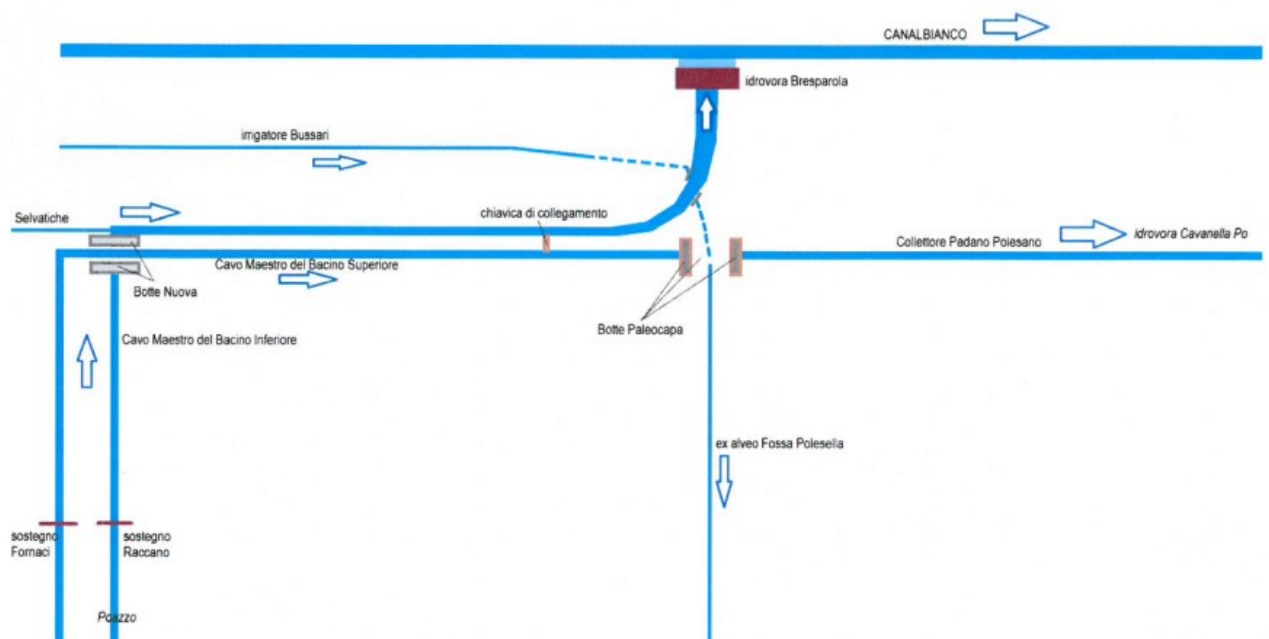 CANALBIANCO
idrovora Bresparola
irrigatore Bussari
chiavica di collegamento
Selvatiche
Collettore Padano Polesano
Idrovora Cavanella Po
Cavo Maestro del Bacino Superiore
Botte Nuova
Botte Paleocapa
Cavo Maestro del Bacino Inferiore
ex alveo Fossa Polesella
sostegno
Fornaci
sostegno
Raccano